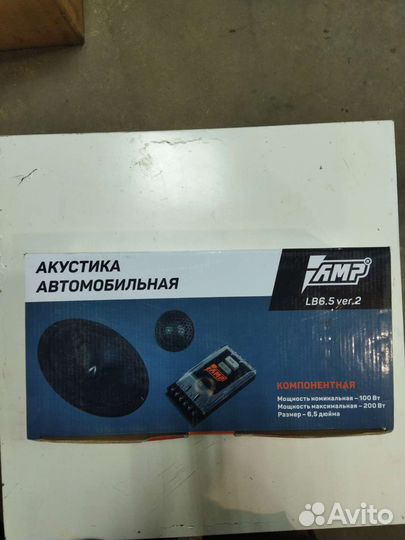 АКУСТИКА
АВТОМОБИЛЬНАЯ
AMP
LB6.5 ver.2
AMP
КОМПОНЕНТНАЯ
Мощность номинальная – 100 Вт
Мощность максимальная – 200 Вт
Размер – 6,5 дюйма
Avito